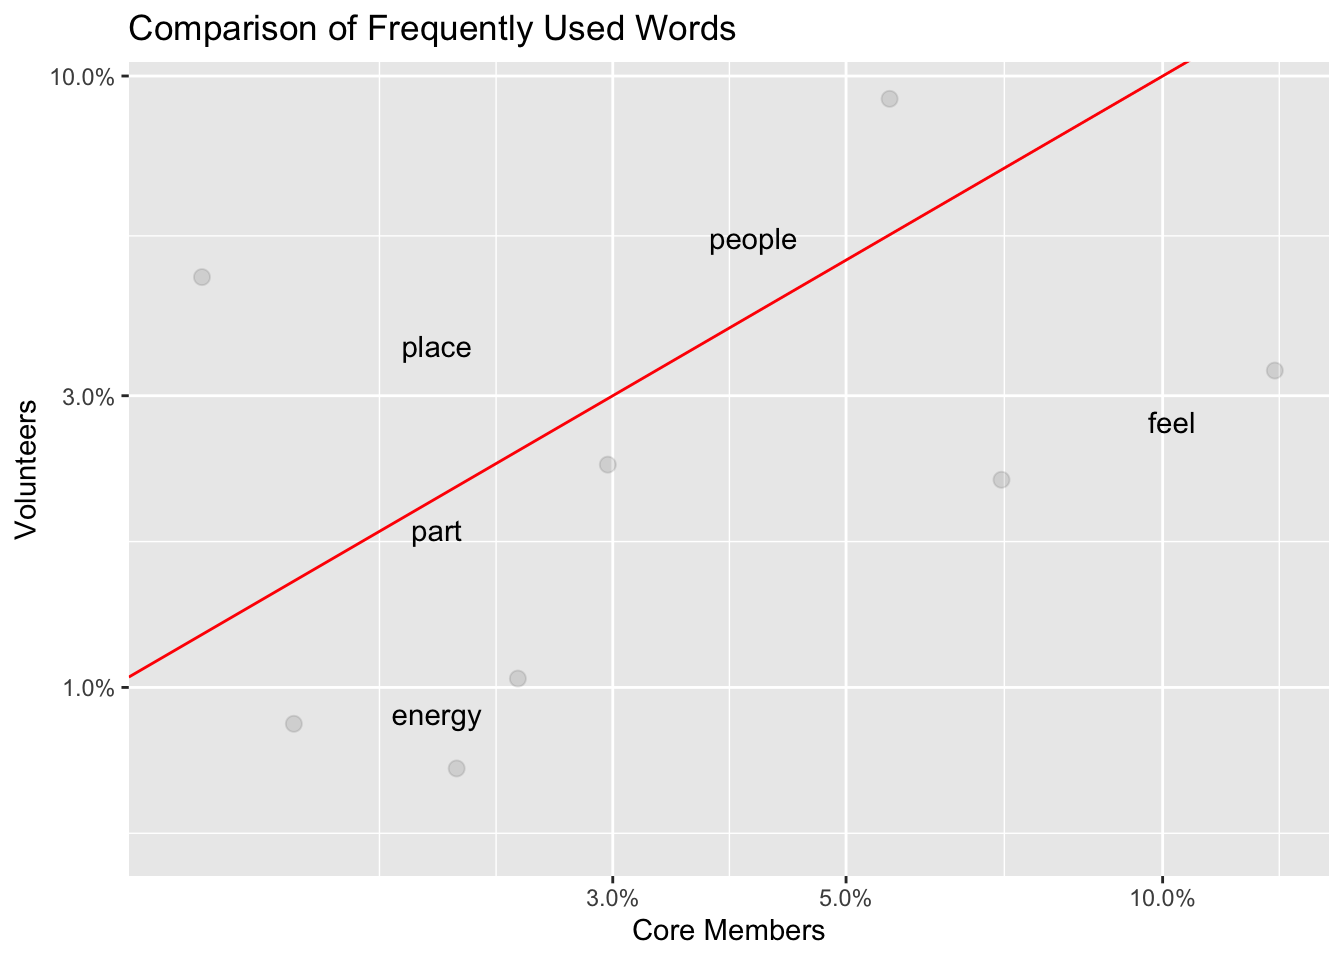 Comparison of Frequently Used Words
10.0%
people
place
3.0%
feel
part
1.0%
energy
Volunteers
3.0% 5.0% 10.0%
Core Members